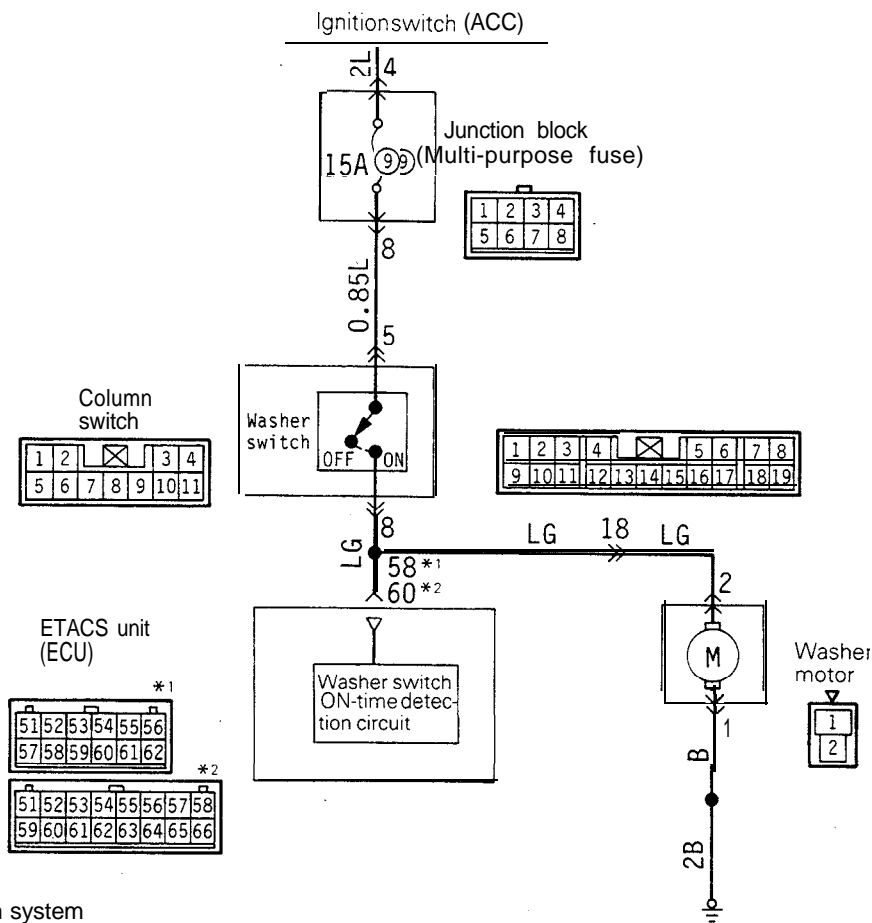 Ignition switch (ACC)
2L 4
Junction block
(Multi-purpose fuse)
15A 9 9
1 2 3 4
5 6 7 8
8
0.85L
5
Column
switch
Washer
switch
OFF ON
1 2 3 4
5 6 7 8 9 10 11
1 2 3 4 5 6 7 8
9 10 11 12 13 14 15 16 17 18 19
8
LG
LG 18 LG
58 *1
60 *2
2
ETACS unit
(ECU)
M
Washer
motor
Washer switch
ON-time detec-
tion circuit
1
2
1
*1
51 52 53 54 55 56
57 58 59 60 61 62
*2
51 52 53 54 55 56 57 58
59 60 61 62 63 64 65 66
B
2B
n system